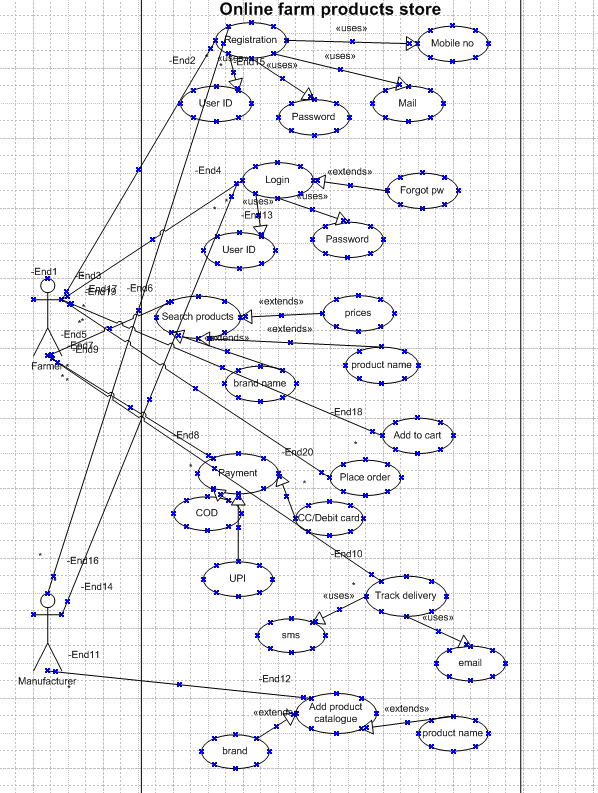 Online farm products store
Registration
«uses»
Mobile no
-End2
«uses»
-End15
«uses»
«uses»
*
User ID
Password
Mail
-End4
Login
«extends»
Forgot pw
«uses»
«uses»
*
*
-End13
User ID
Password
-End1
-End3
-End17
-End19
-End6
Search products
«extends»
prices
*
*
-End5
-End7
-End9
«extends»
«extends»
Farmer
*
*
*
product name
brand name
-End18
Add to cart
-End8
*
-End20
*
Payment
*
Place order
COD
CC/Debit card
*
-End16
-End10
UPI
-End14
*
Track delivery
«uses»
«uses»
sms
email
-End11
Manufacturer
*
-End12
Add product
catalogue
«extends»
«extends»
brand
product name